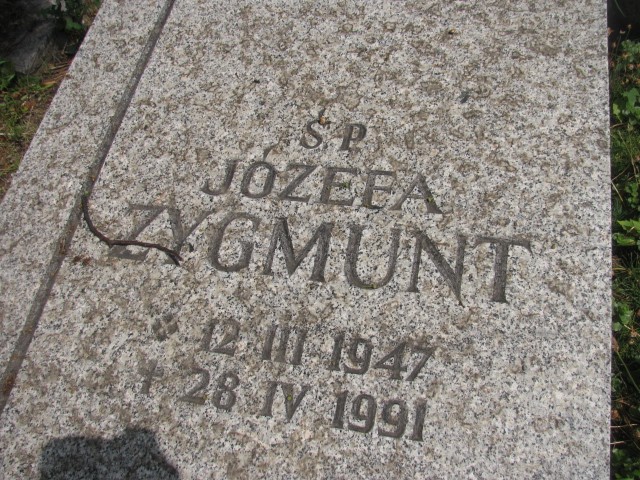 ŚP
JÓZEFA
ZYGMUNT
* 12 III 1947
+ 28 IV 1991